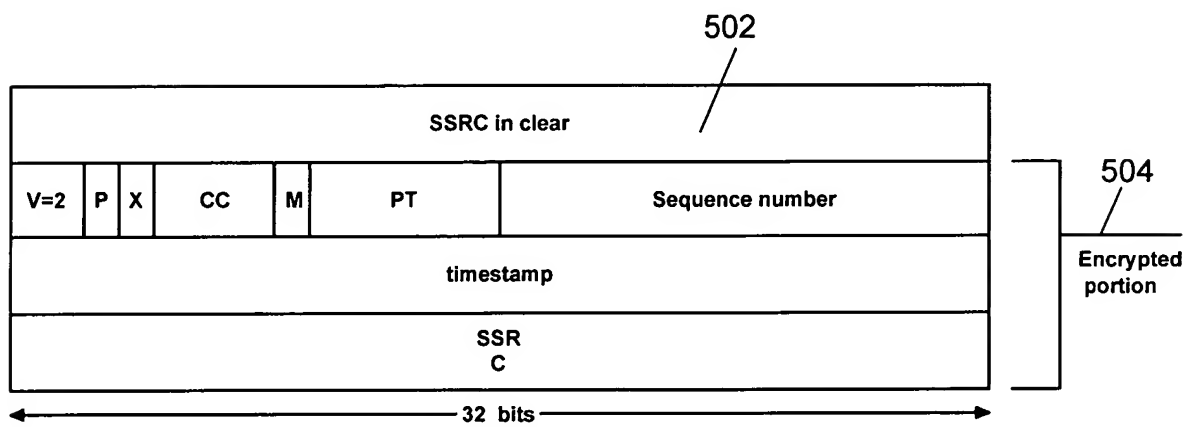 502
SSRC in clear
504
V=2 P X CC M PT Sequence number
timestamp
Encrypted
portion
SSR
C
32 bits